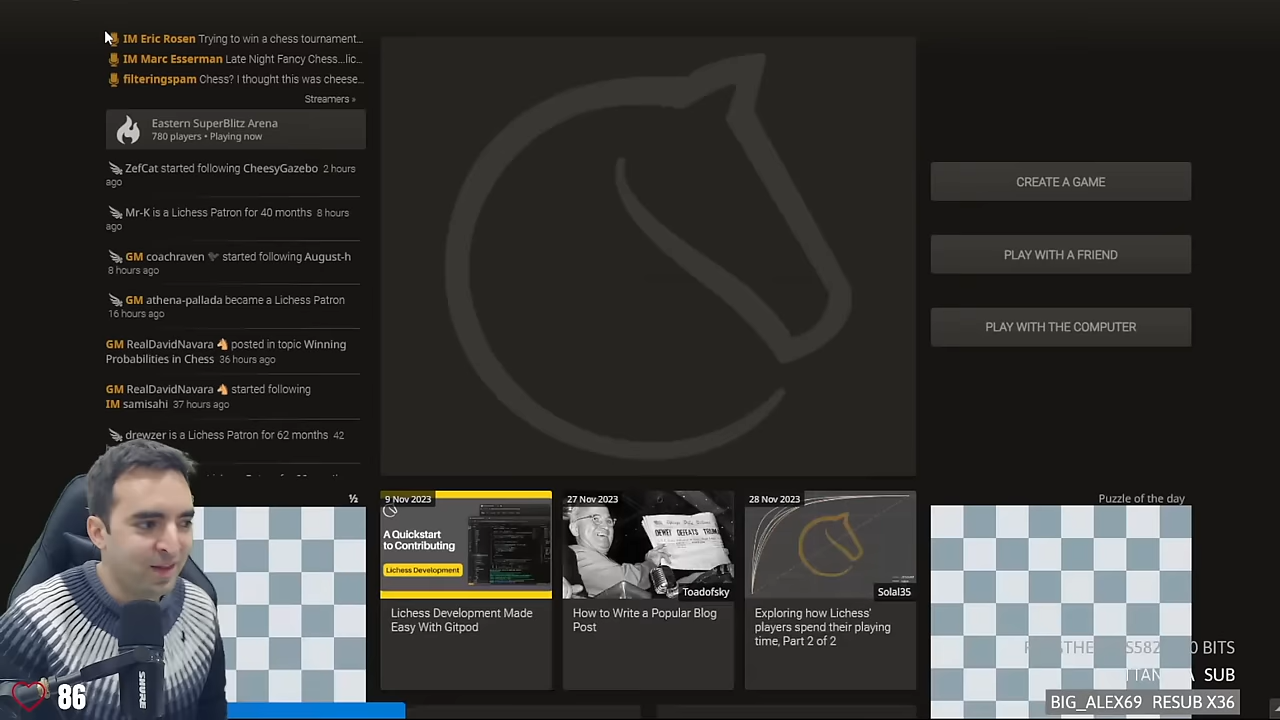 IM Eric Rosen Trying to win a chess tournament...
IM Marc Esserman Late Night Fancy Chess...lic...
filteringspam Chess? I thought this was cheese...
Streamers »
Eastern SuperBlitz Arena
780 players • Playing now
ZefCat started following CheesyGazebo 2 hours
ago
Mr-K is a Lichess Patron for 40 months 8 hours
ago
GM coachraven started following August-h
8 hours ago
GM athena-pallada became a Lichess Patron
16 hours ago
GM RealDavidNavara posted in topic Winning
Probabilities in Chess 36 hours ago
GM RealDavidNavara started following
IM samisahi 37 hours ago
drewzer is a Lichess Patron for 62 months 42
CREATE A GAME
PLAY WITH A FRIEND
PLAY WITH THE COMPUTER
½
9 Nov 2023
A Quickstart
to Contributing
Lichess Development
Lichess Development Made
Easy With Gitpod
27 Nov 2023
DEWEY DEFEATS TRUM
Toadofsky
How to Write a Popular Blog
Post
28 Nov 2023
Solal35
Exploring how Lichess'
players spend their playing
time, Part 2 of 2
Puzzle of the day
BITS
SUB
BIG_ALEX69 RESUB X36
86
SHURE